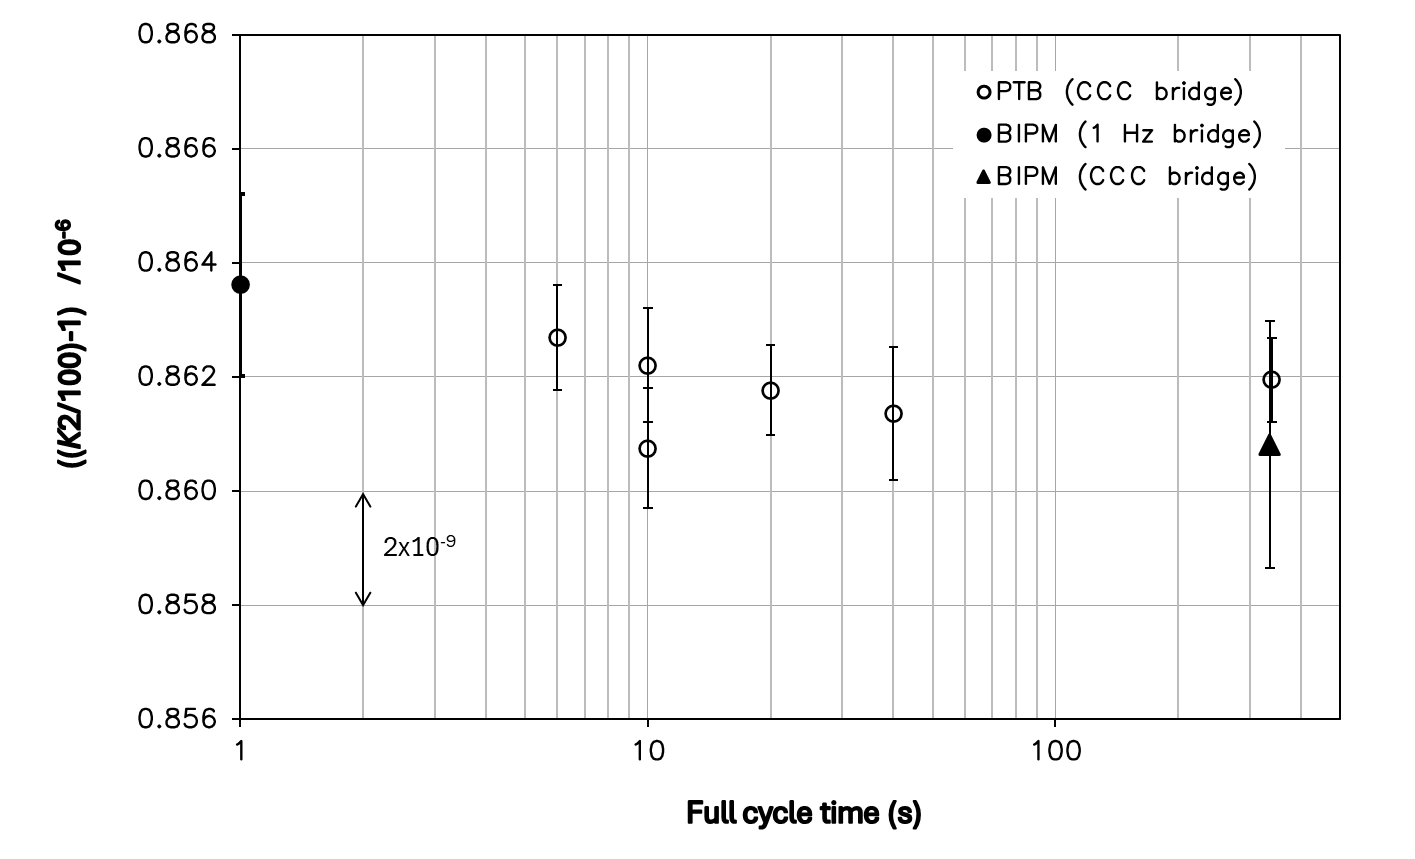 0.868
0.866
0.864
0.862
0.860
0.858
0.856
((K2/100)-1) /10-6
PTB (CCC bridge)
BIPM (1 Hz bridge)
BIPM (CCC bridge)
2x10-9
1
10
100
Full cycle time (s)